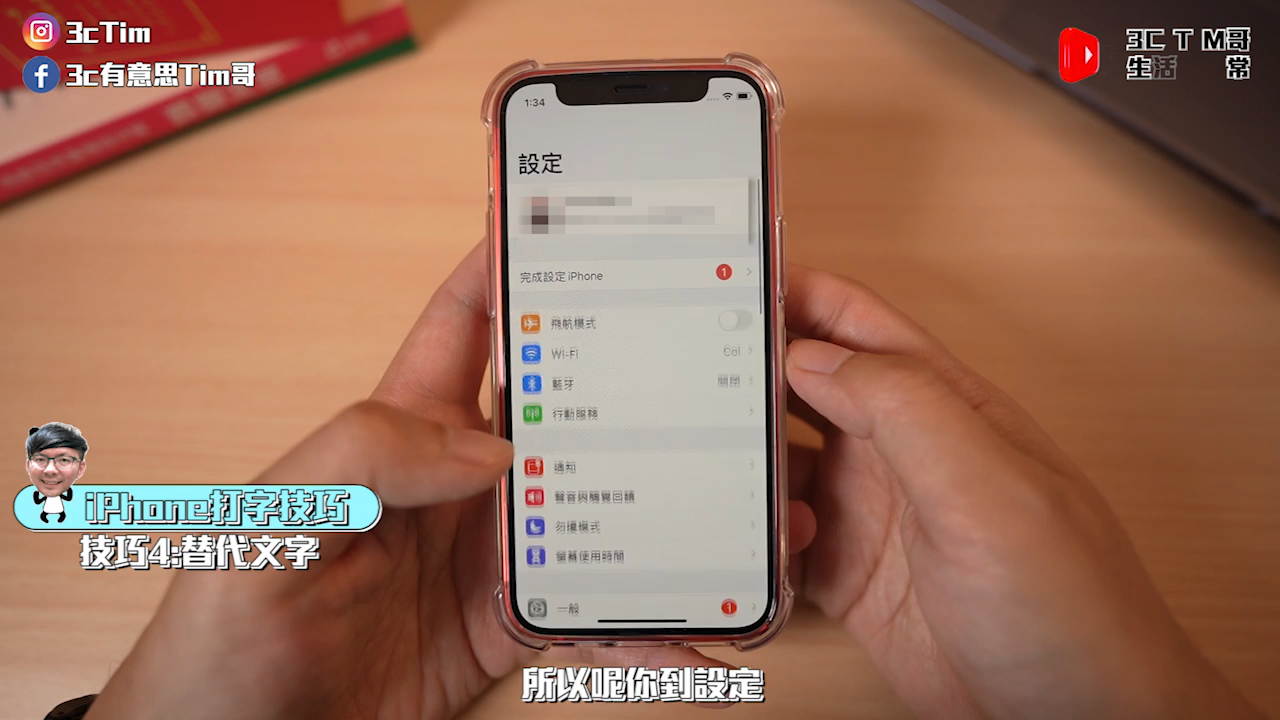 3cTim
3c有意思Tim哥
3C T M哥
生活 常
1:34
設定
完成設定 iPhone
1
飛航模式
Wi-Fi
藍牙
關閉
行動服務
通知
聲音與觸覺回饋
勿擾模式
螢幕使用時間
一般
1
iPhone打字技巧
技巧4:替代文字
所以呢你到設定